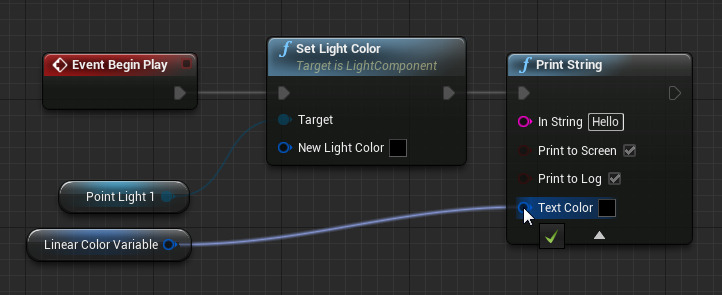 Event Begin Play
Set Light Color
Target is LightComponent
Target
New Light Color
Print String
In String Hello
Print to Screen
Print to Log
Text Color
Point Light 1
Linear Color Variable